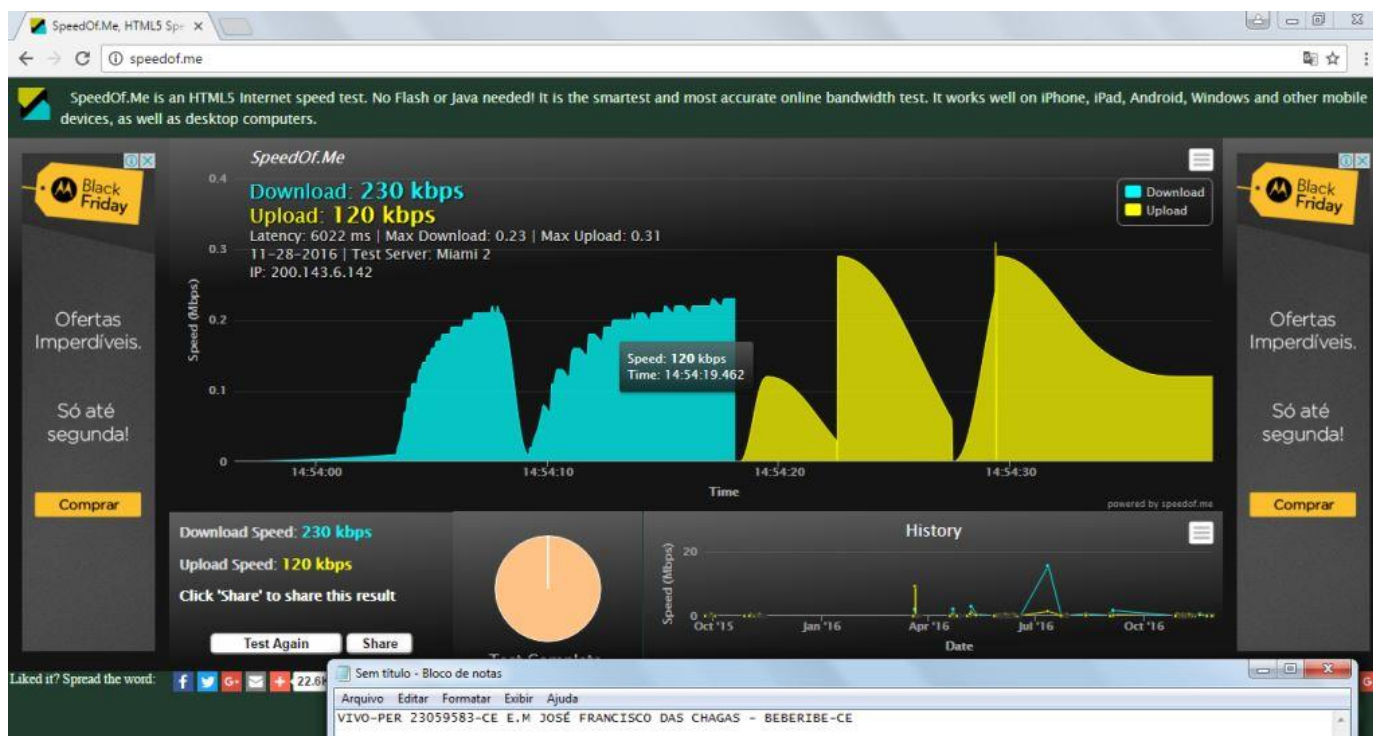 SpeedOf.Me, HTML5 Spe
speedof.me
SpeedOf.Me is an HTML5 Internet speed test. No Flash or Java needed! It is the smartest and most accurate online bandwidth test. It works well on iPhone, iPad, Android, Windows and other mobile
devices, as well as desktop computers.
Black
Friday
Ofertas
Imperdíveis.
Só até
segunda!
Comprar
SpeedOf.Me
Download: 230 kbps
Upload: 120 kbps
Latency: 6022 ms | Max Download: 0.23 | Max Upload: 0.31
11-28-2016 | Test Server: Miami 2
IP: 200.143.6.142
Download
Upload
0.4
0.3
0.2
0.1
0
Speed (Mbps)
Speed: 120 kbps
Time: 14:54:19.462
14:54:00 14:54:10 14:54:20 14:54:30
Time
powered by speedof.me
Black
Friday
Ofertas
Imperdíveis.
Só até
segunda!
Comprar
Download Speed: 230 kbps
Upload Speed: 120 kbps
Click 'Share' to share this result
Test Again Share
Test Complete
History
20
0
Speed (Mbps)
Oct '15 Jan '16 Apr '16 Jul '16 Oct '16
Date
Liked it? Spread the word:
22.6
Sem título - Bloco de notas
Arquivo Editar Formatar Exibir Ajuda
VIVO-PER 23059583-CE E.M JOSÉ FRANCISCO DAS CHAGAS - BEBERIBE-CE